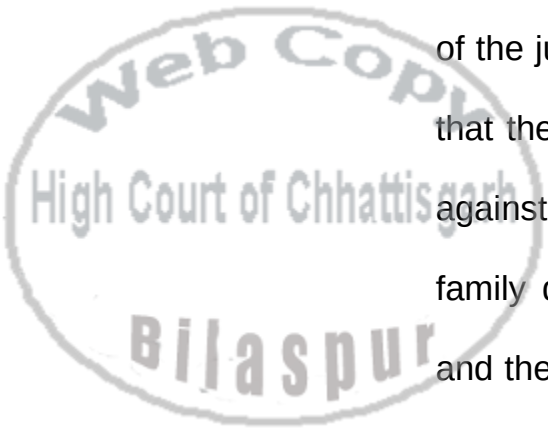 Web Copy
High Court of Chhattisgarh
Bilaspur
of the ju
that the
against
family
and the